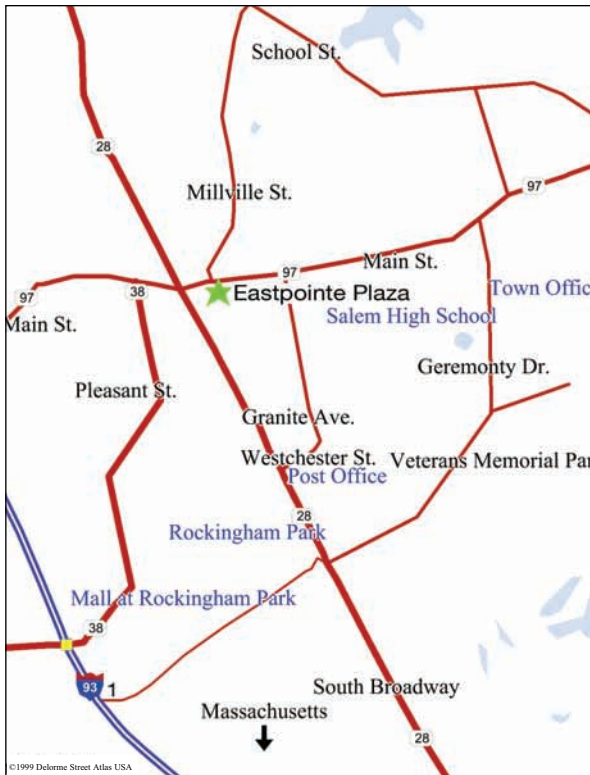 School St.
28
Millville St.
97
97
Main St.
38
Eastpointe Plaza
Town Offic
97
Main St.
Salem High School
Geremonty Dr.
Pleasant St.
Granite Ave.
Westchester St.
Veterans Memorial Par
Post Office
28
Rockingham Park
Mall at Rockingham Park
38
93
1
South Broadway
Massachusetts
28
©1999 Delorme Street Atlas USA